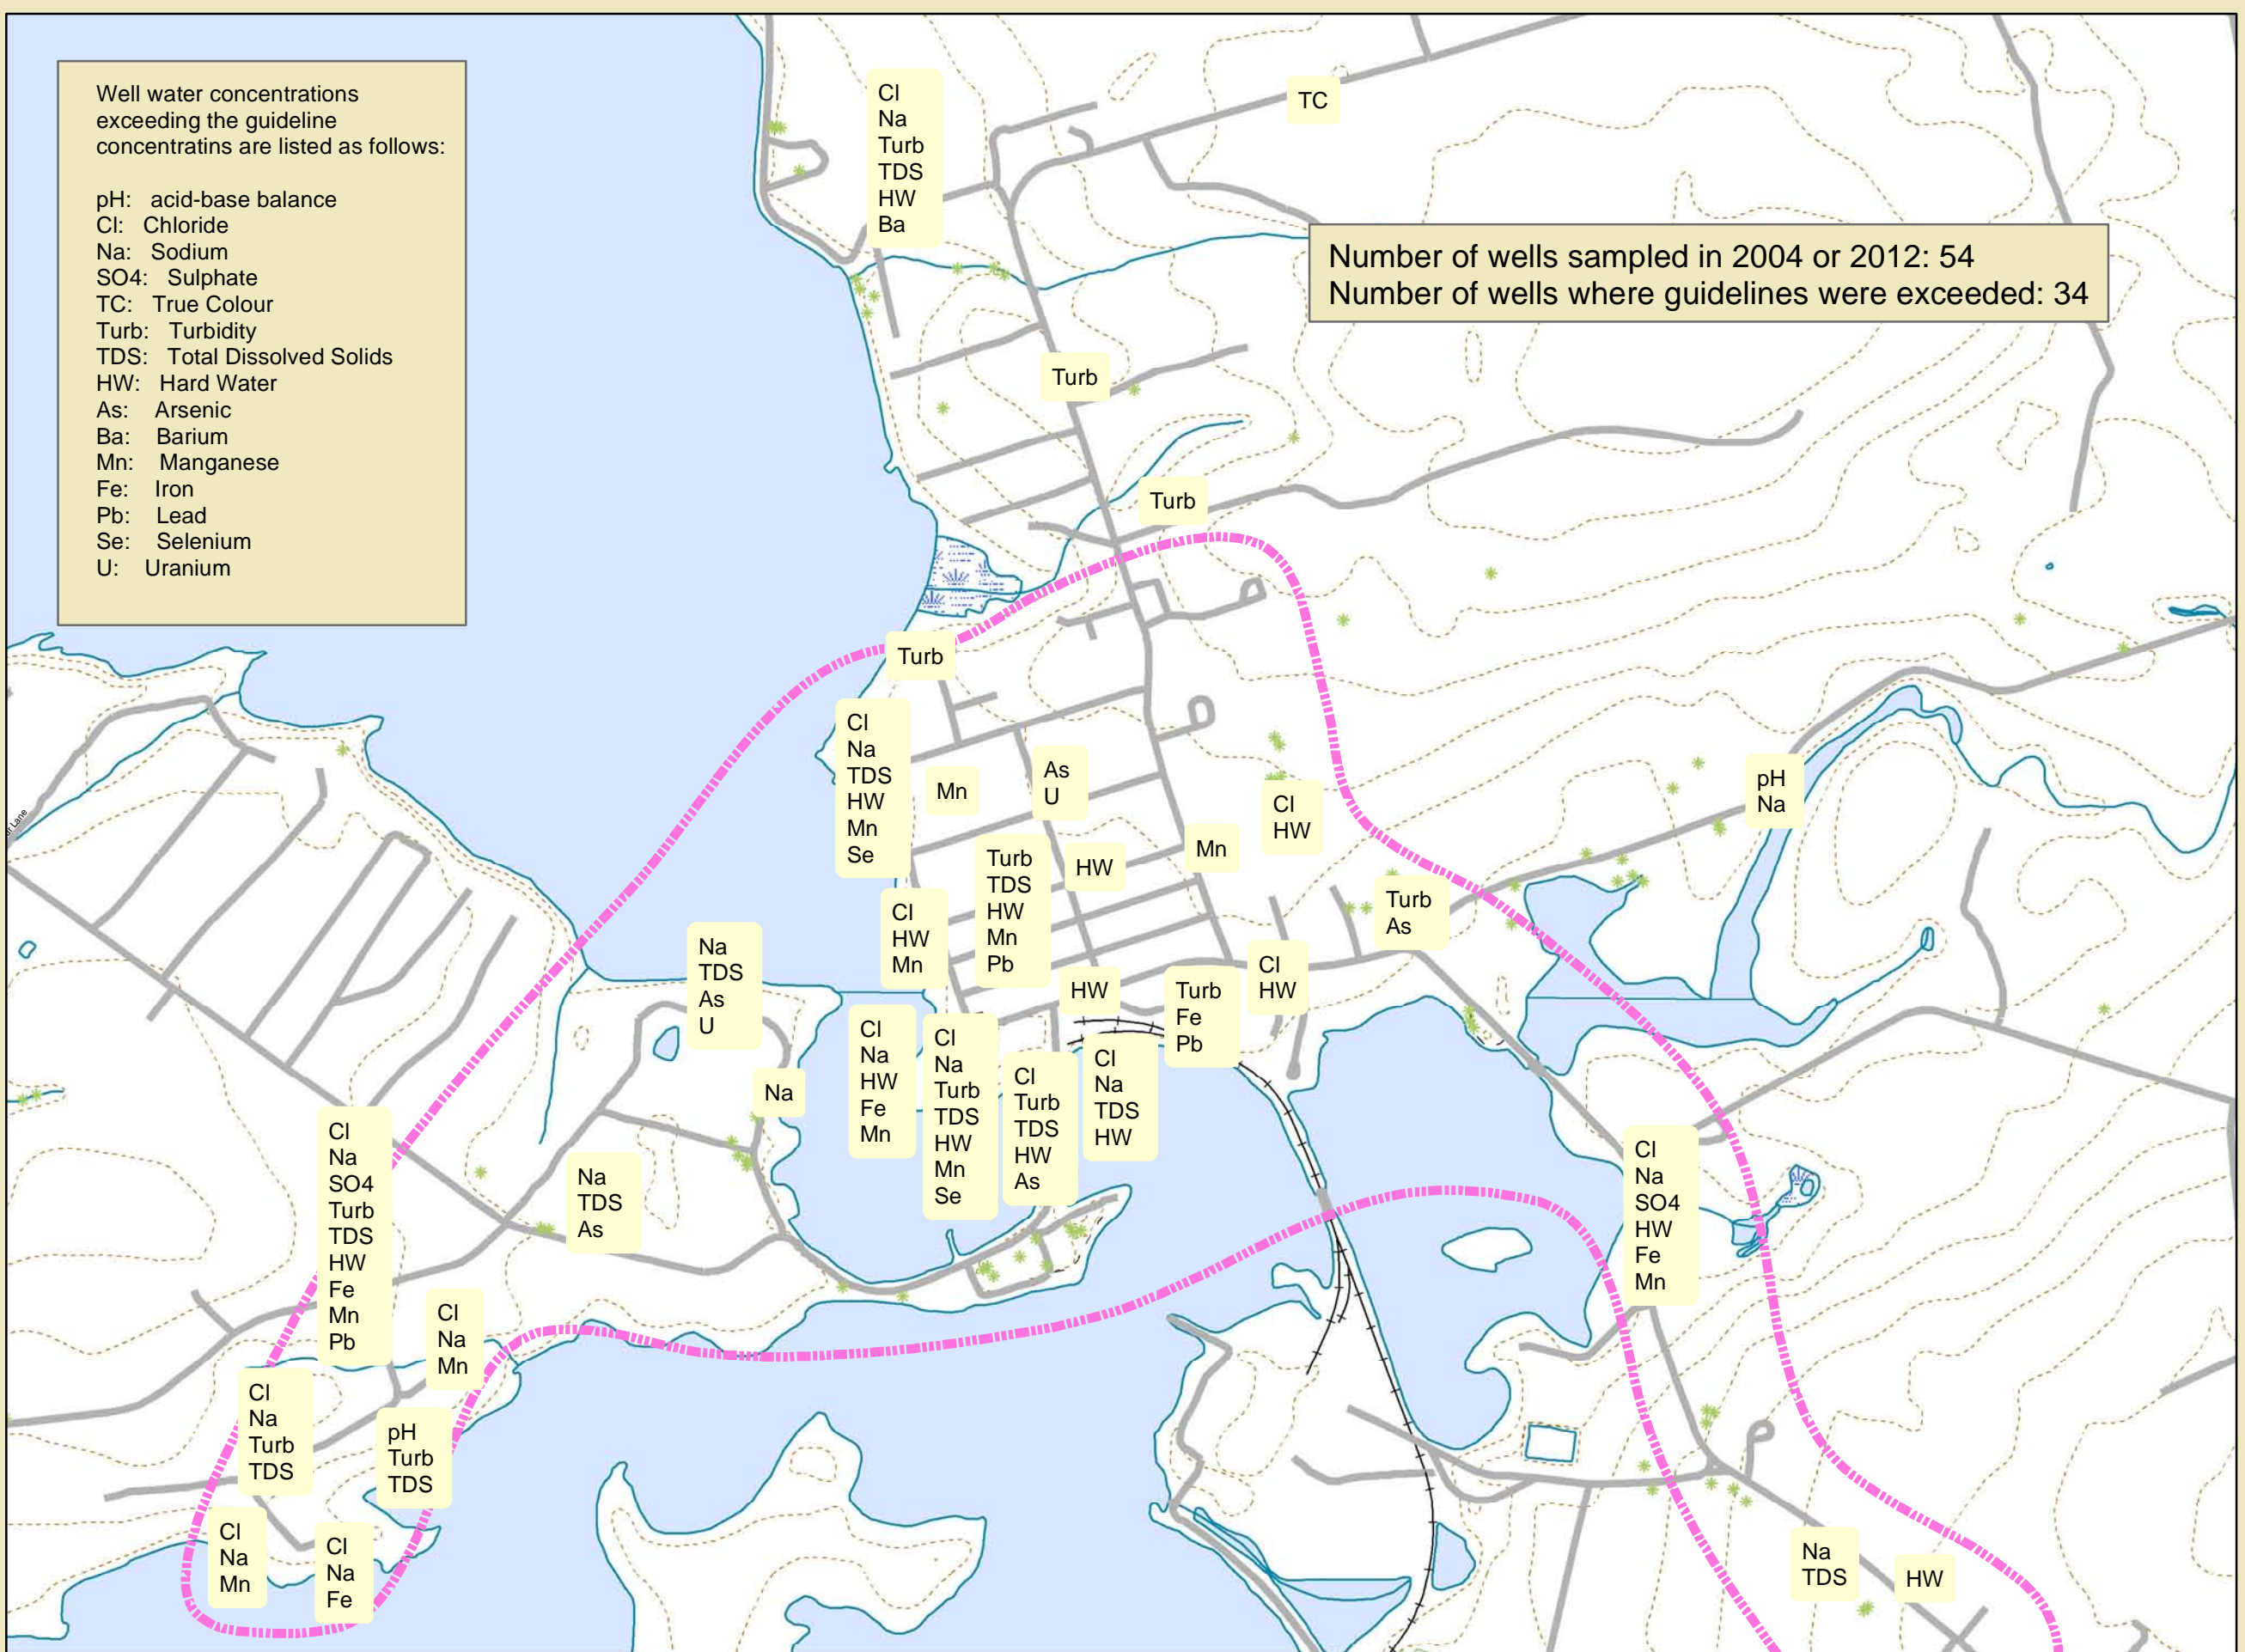 Well water concentrations
exceeding the guideline
concentratins are listed as follows:
pH: acid-base balance
Cl: Chloride
Na: Sodium
SO4: Sulphate
TC: True Colour
Turb: Turbidity
TDS: Total Dissolved Solids
HW: Hard Water
As: Arsenic
Ba: Barium
Mn: Manganese
Fe: Iron
Pb: Lead
Se: Selenium
U: Uranium
Cl
Na
Turb
TDS
HW
Ba
TC
Number of wells sampled in 2004 or 2012: 54
Number of wells where guidelines were exceeded: 34
Turb
Turb
Turb
Cl
Na
TDS
HW
Mn
Se
Mn
As
U
Cl
HW
pH
Na
Mn
Turb
TDS
HW
Mn
Pb
HW
Turb
As
Cl
HW
Mn
Na
TDS
As
U
Cl
HW
HW
Turb
Fe
Pb
Cl
Na
HW
Fe
Mn
Cl
Na
Turb
TDS
HW
Mn
Se
Cl
Turb
TDS
HW
As
Cl
Na
TDS
HW
Na
Cl
Na
SO4
Turb
TDS
HW
Fe
Mn
Pb
Na
TDS
As
Cl
Na
SO4
HW
Fe
Mn
Cl
Na
Mn
Cl
Na
Turb
TDS
pH
Turb
TDS
Cl
Na
Mn
Cl
Na
Fe
Na
TDS
HW
Lane